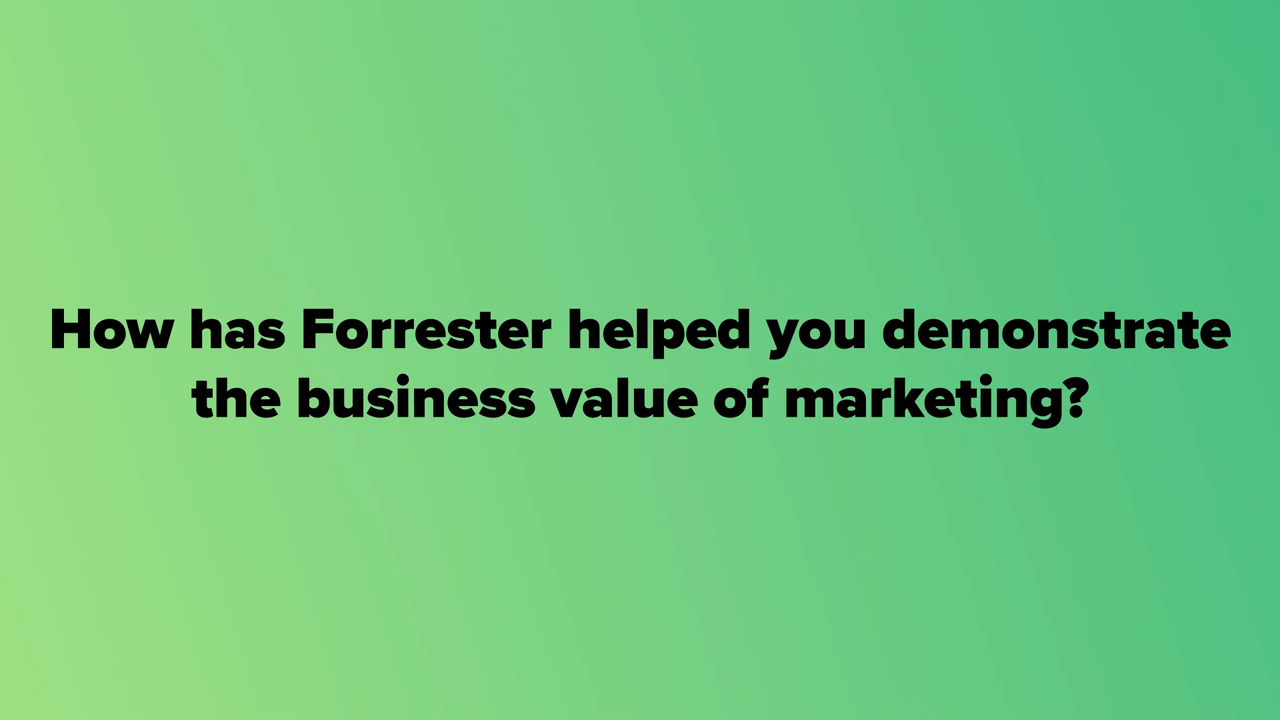 How has Forrester helped you demonstrate
the business value of marketing?